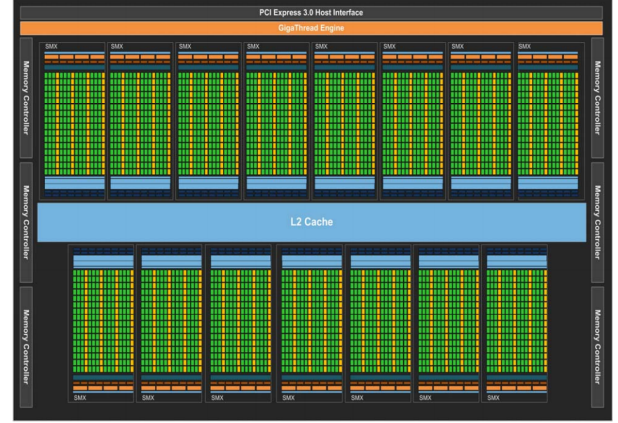 PCI Express 3.0 Host Interface
GigaThread Engine
SMX SMX SMX SMX SMX SMX SMX SMX
Memory Controller
Memory Controller
Memory Controller
Memory Controller
L2 Cache
Memory Controller
Memory Controller
SMX SMX SMX SMX SMX SMX SMX